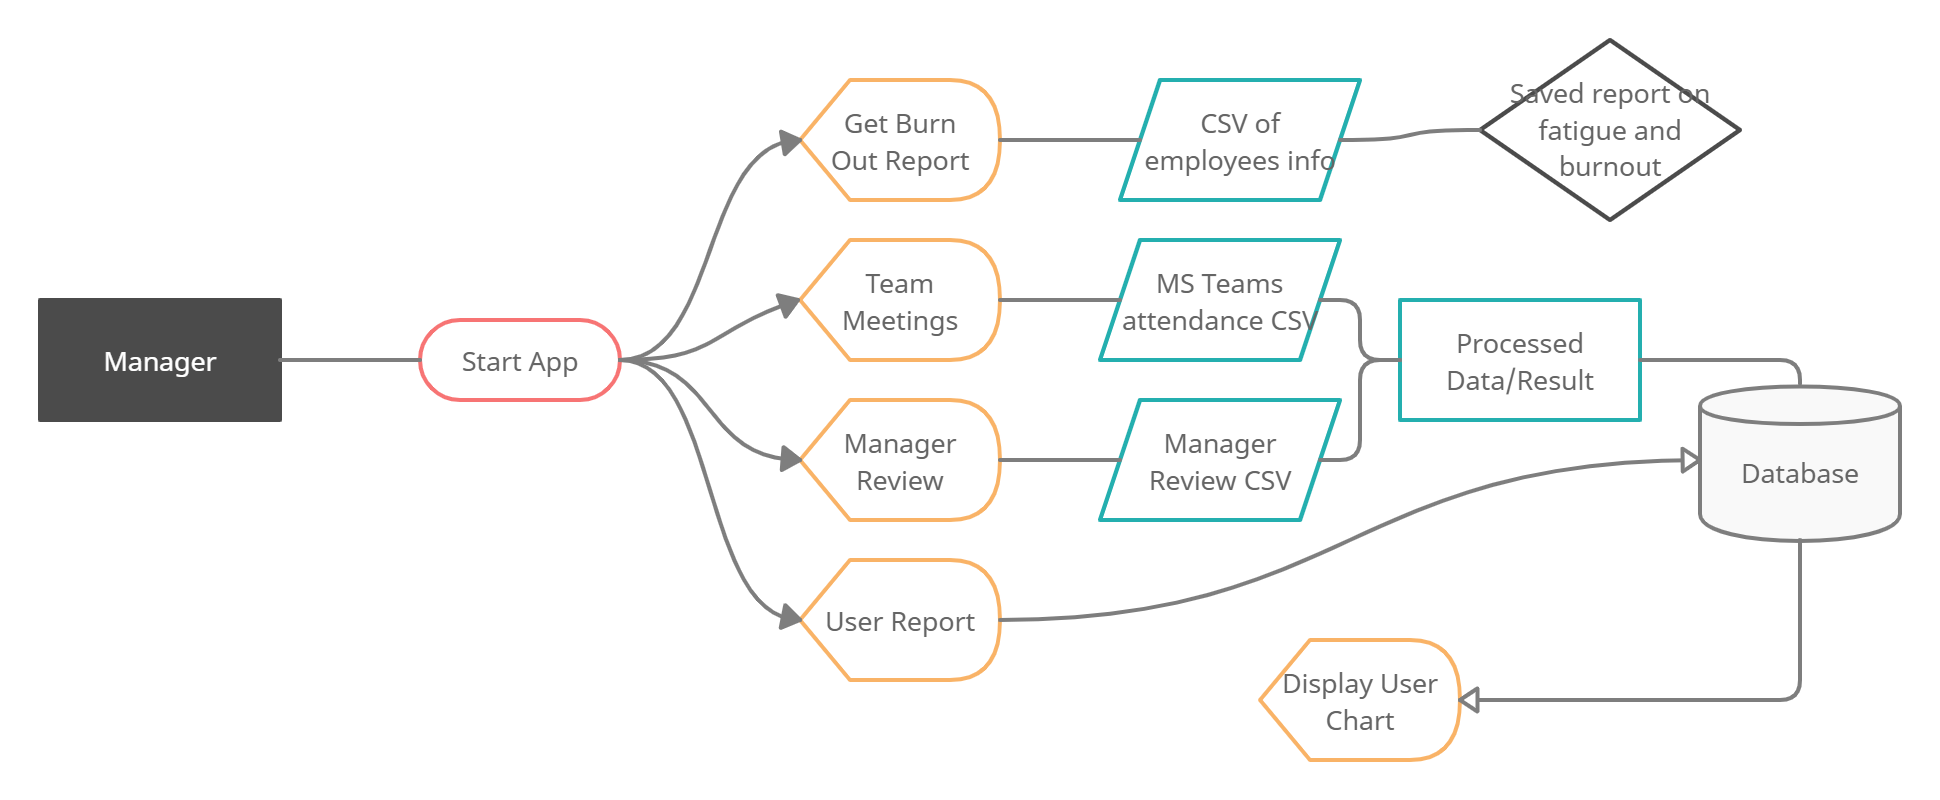 Manager
Start App
Get Burn
Out Report
CSV of
employees info
Saved report on
fatigue and
burnout
Team
Meetings
MS Teams
attendance CSV
Processed
Data/Result
Manager
Review
Manager
Review CSV
Database
User Report
Display User
Chart